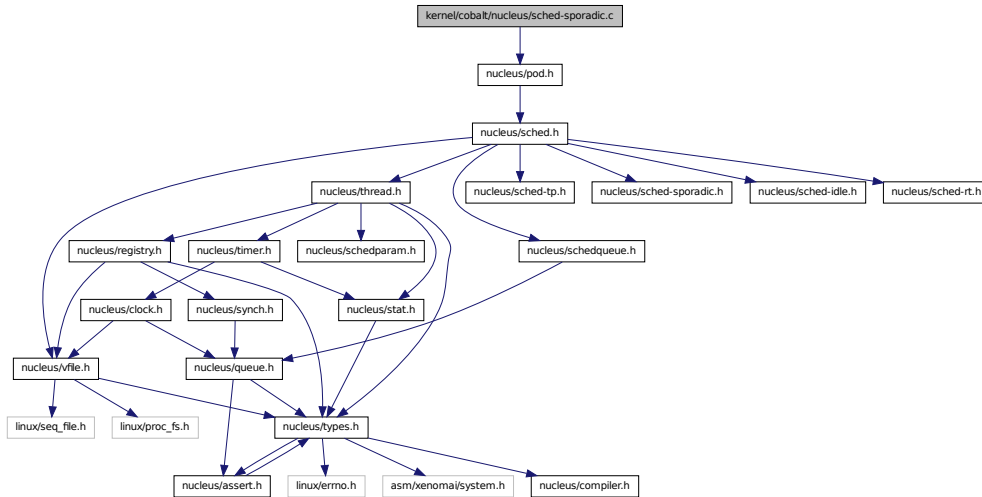 kernel/cobalt/nucleus/sched-sporadic.c
nucleus/pod.h
nucleus/sched.h
nucleus/thread.h
nucleus/sched-tp.h
nucleus/sched-sporadic.h
nucleus/sched-idle.h
nucleus/sched-rt.h
nucleus/registry.h
nucleus/timer.h
nucleus/schedparam.h
nucleus/schedqueue.h
nucleus/clock.h
nucleus/synch.h
nucleus/stat.h
nucleus/vfile.h
nucleus/queue.h
linux/seq_file.h
linux/proc_fs.h
nucleus/types.h
nucleus/assert.h
linux/errno.h
asm/xenomai/system.h
nucleus/compiler.h